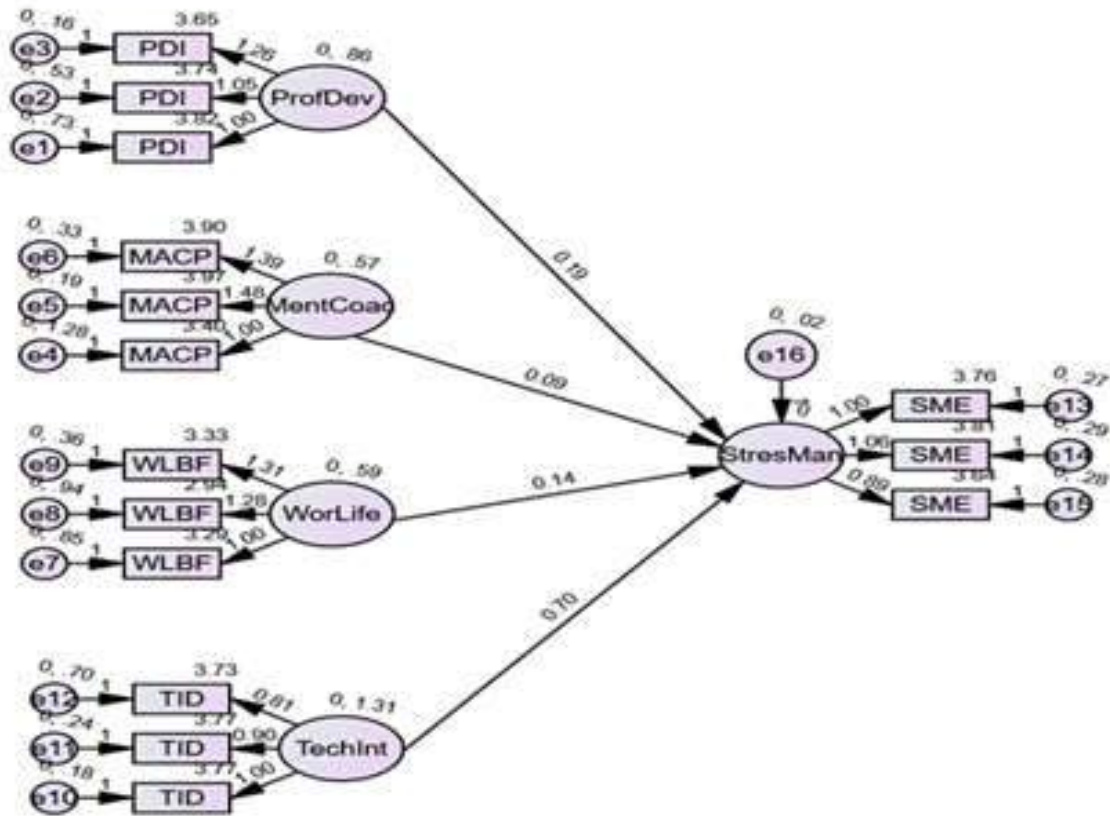 0, .16
e3
1
3.65
PDI
1.26
0, .86
ProfDev
0, .53
e2
1
3.74
PDI
1.05
0, .73
e1
1
3.82
PDI
1.00
0.19
0, .33
e6
1
3.90
MACP
1.39
0, .57
MentCoac
0, .19
e5
1
3.97
MACP
1.48
0, 1.28
e4
1
3.40
MACP
1.00
0.09
0, .36
e9
1
3.33
WLBF
1.31
0, .59
WorLife
0, .94
e8
1
2.94
WLBF
1.28
0, .65
e7
1
3.29
WLBF
1.00
0.14
0, .70
e12
1
3.73
TID
0.81
0, 1.31
TechInt
0, .24
e11
1
3.77
TID
0.90
0, .18
e10
1
3.77
TID
1.00
0.70
0, .02
e16
0
StresMan
1.00
3.76
SME
1
0, .27
e13
1.06
3.81
SME
1
0, .29
e14
0.89
3.64
SME
1
0, .28
e15